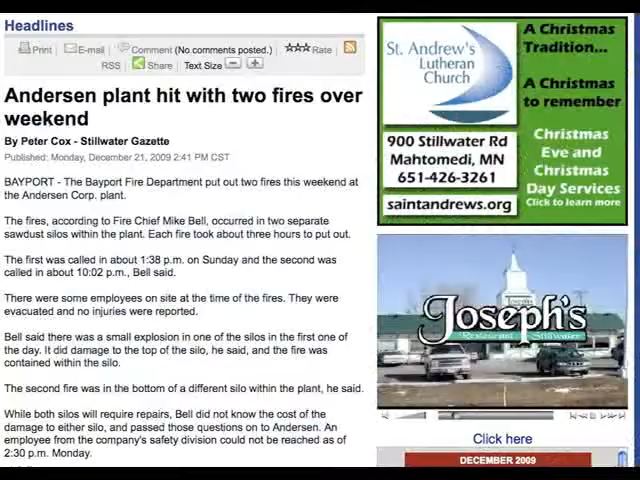 Headlines
Print E-mail Comment (No comments posted.) Rate
RSS Share Text Size
Andersen plant hit with two fires over
weekend
By Peter Cox - Stillwater Gazette
Published: Monday, December 21, 2009 2:41 PM CST
BAYPORT - The Bayport Fire Department put out two fires this weekend at
the Andersen Corp. plant.
The fires, according to Fire Chief Mike Bell, occurred in two separate
sawdust silos within the plant. Each fire took about three hours to put out.
The first was called in about 1:38 p.m. on Sunday and the second was
called in about 10:02 p.m., Bell said.
There were some employees on site at the time of the fires. They were
evacuated and no injuries were reported.
Bell said there was a small explosion in one of the silos in the first one of
the day. It did damage to the top of the silo, he said, and the fire was
contained within the silo.
The second fire was in the bottom of a different silo within the plant, he said.
While both silos will require repairs, Bell did not know the cost of the
damage to either silo, and passed those questions on to Andersen. An
employee from the company's safety division could not be reached as of
2:30 p.m. Monday.
St. Andrew's
Lutheran
Church
900 Stillwater Rd
Mahtomedi, MN
651-426-3261
saintandrews.org
A Christmas
Tradition...
A Christmas
to remember
Christmas
Eve and
Christmas
Day Services
Click to learn more
Joseph's
Restaurant Stillwater
Click here
DECEMBER 2009